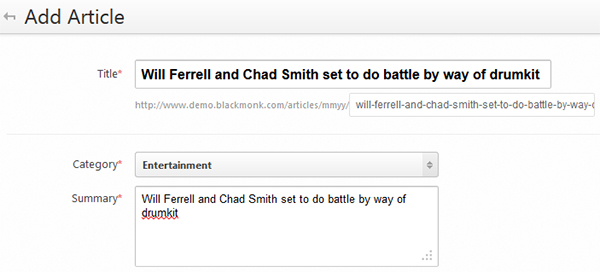 Add Article
Title* Will Ferrell and Chad Smith set to do battle by way of drumkit
http://www.demo.blackmonk.com/articles/mmyy/ will-ferrell-and-chad-smith-set-to-do-battle-by-way-
Category* Entertainment
Summary* Will Ferrell and Chad Smith set to do battle by way of
drumkit